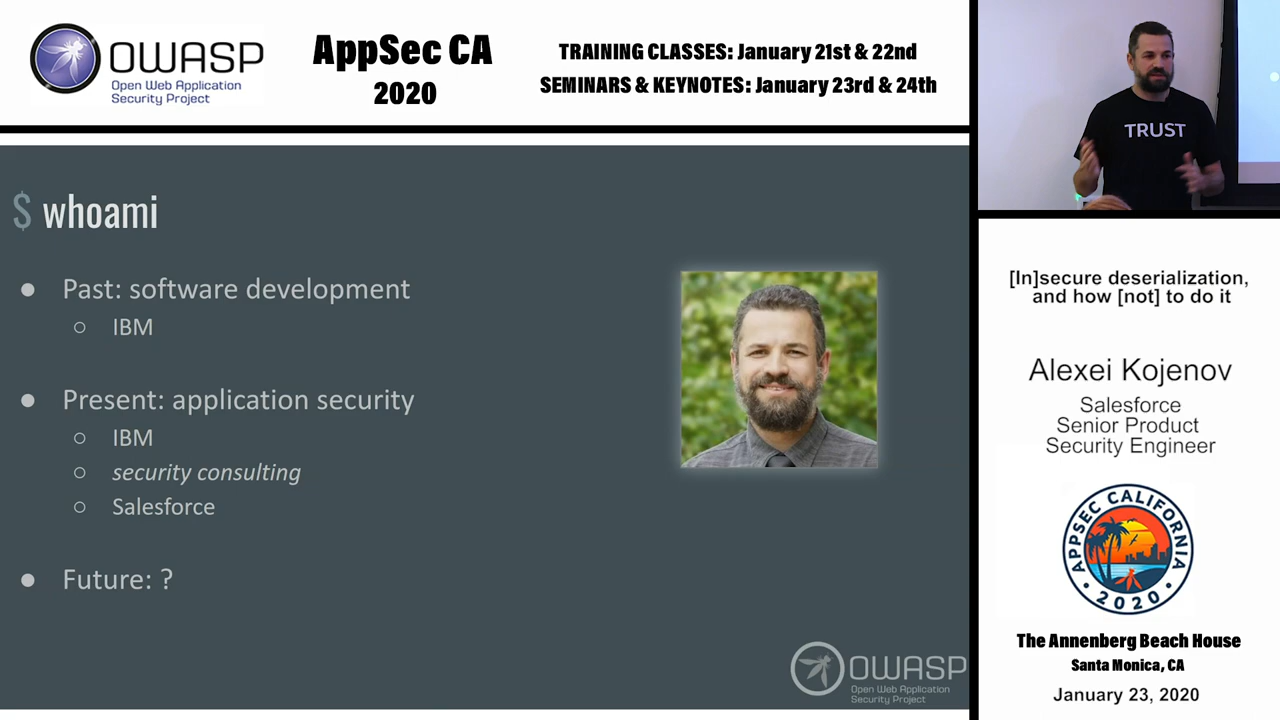 OWASP
Open Web Application
Security Project
AppSec CA
2020
TRAINING CLASSES: January 21st & 22nd
SEMINARS & KEYNOTES: January 23rd & 24th
TRUST
$ whoami
● Past: software development
○ IBM
● Present: application security
○ IBM
○ security consulting
○ Salesforce
● Future: ?
OWASP
Open Web Application
Security Project
[In]secure deserialization,
and how [not] to do it
Alexei Kojenov
Salesforce
Senior Product
Security Engineer
APPSEC CALIFORNIA
• 2020 •
The Annenberg Beach House
Santa Monica, CA
January 23, 2020